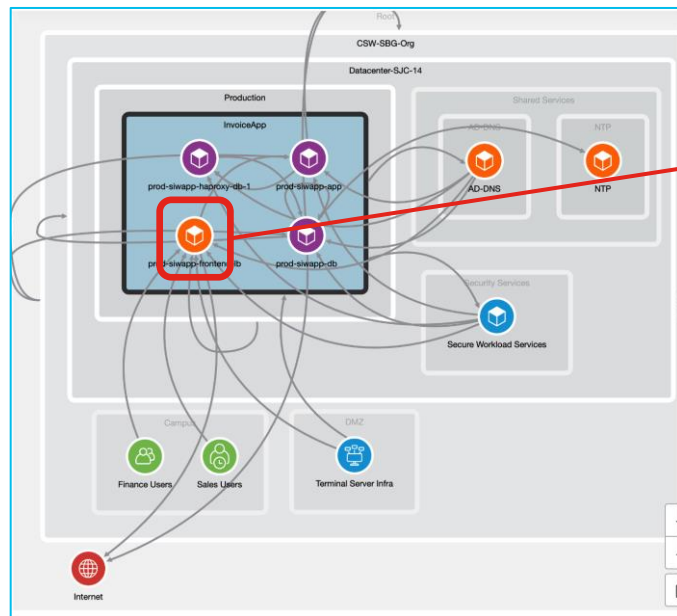 Root
CSW-SBG-Org
Datacenter-SJC-14
Production
Shared Services
InvoiceApp
AD-DNS
NTP
prod-siwapp-haproxy-db-1
prod-siwapp-app
AD-DNS
NTP
prod-siwapp-db
Security Services
Secure Workload Services
Campus
DMZ
Finance Users
Sales Users
Terminal Server Infra
Internet